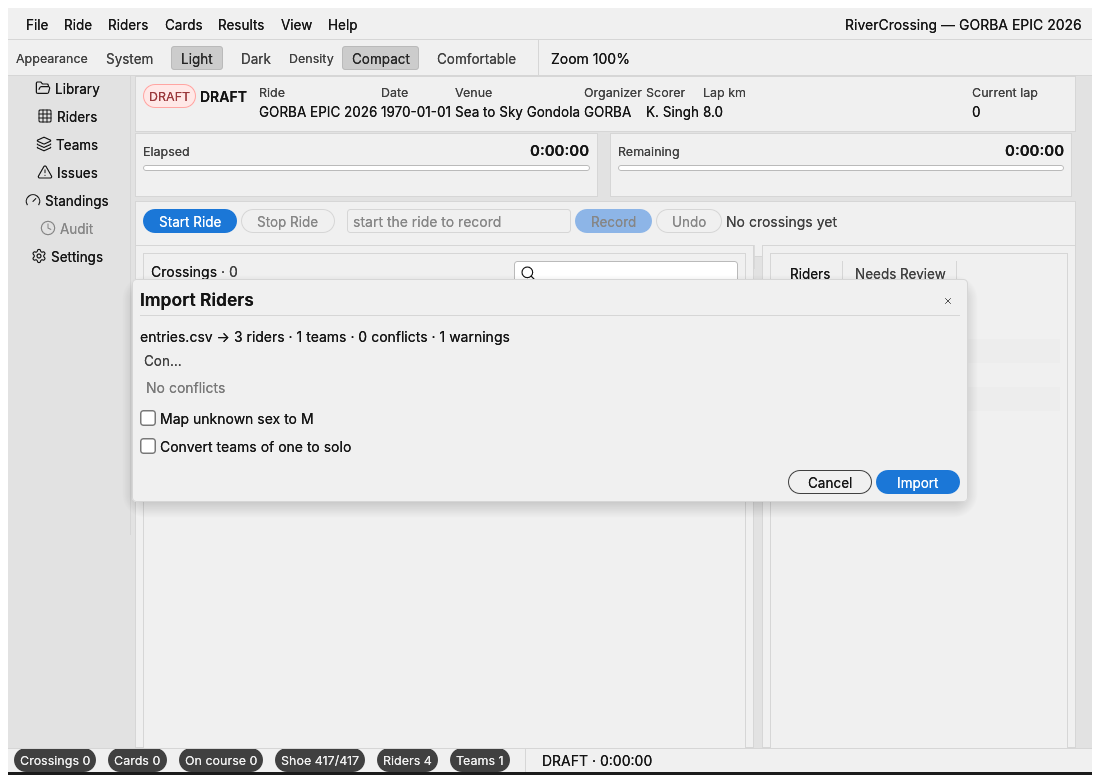 File Ride Riders Cards Results View Help RiverCrossing — GORBA EPIC 2026
Appearance System Light Dark Density Compact Comfortable Zoom 100%
Library
Riders
Teams
Issues
Standings
Audit
Settings
DRAFT DRAFT
Ride Date Venue Organizer Scorer Lap km Current lap
GORBA EPIC 2026 1970-01-01 Sea to Sky Gondola GORBA K. Singh 8.0 0
Elapsed 0:00:00 Remaining 0:00:00
Start Ride Stop Ride start the ride to record Record Undo No crossings yet
Crossings · 0 Riders Needs Review
Import Riders ×
entries.csv → 3 riders · 1 teams · 0 conflicts · 1 warnings
Con...
No conflicts
Map unknown sex to M
Convert teams of one to solo
Cancel Import
Crossings 0 Cards 0 On course 0 Shoe 417/417 Riders 4 Teams 1 DRAFT · 0:00:00